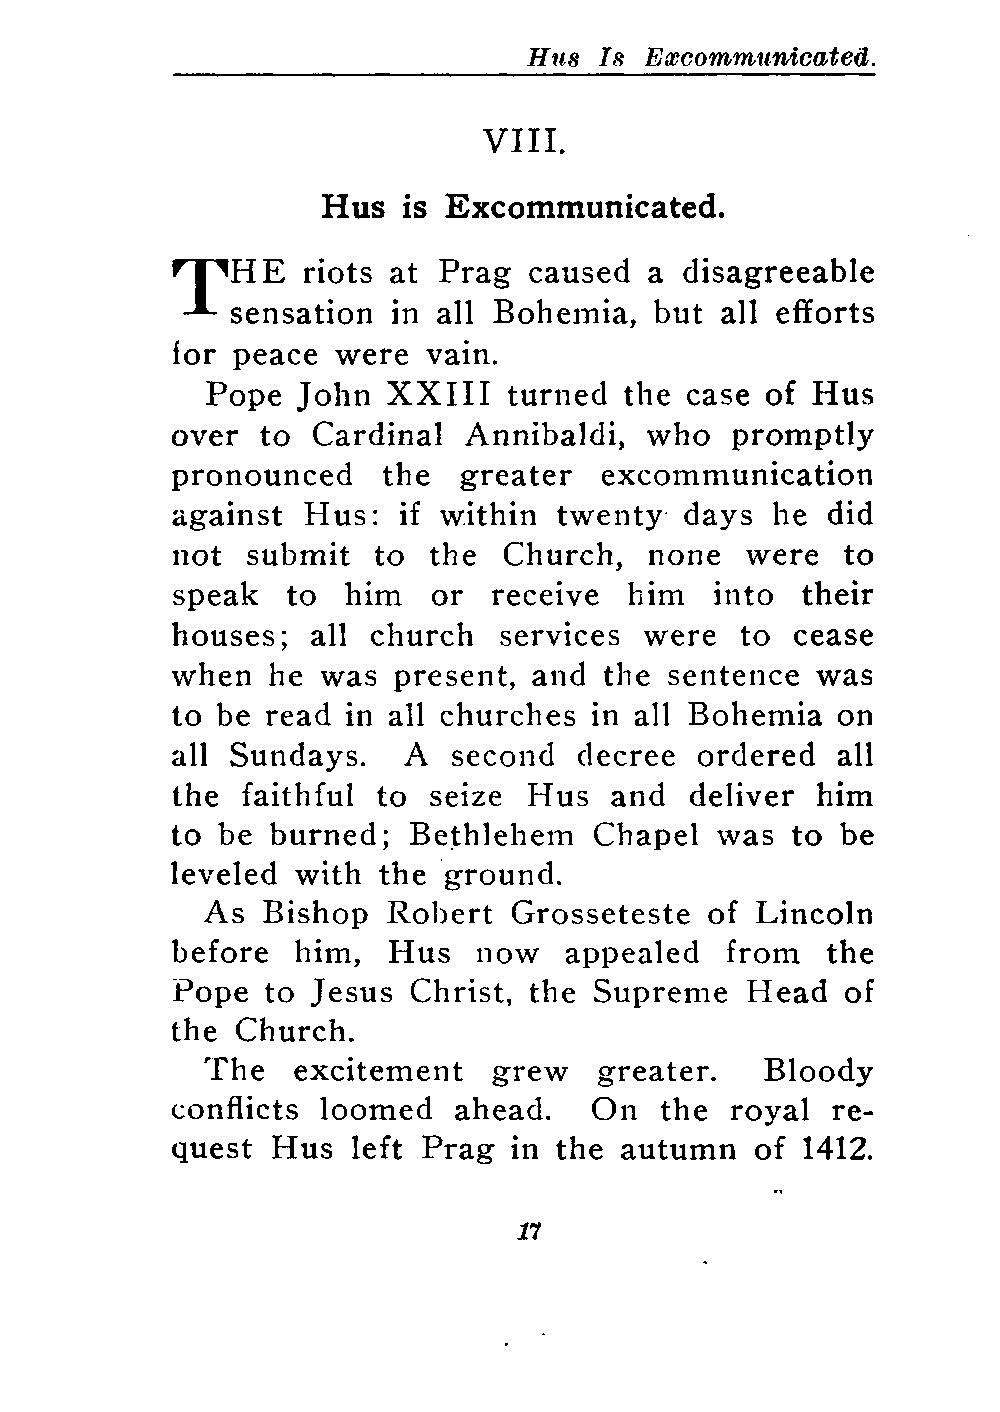 Hus Is Excommunicated.
VIII.
Hus is Excommunicated.
THE riots at Prag caused a disagreeable
sensation in all Bohemia, but all efforts
for peace were vain.
Pope John XXIII turned the case of Hus
over to Cardinal Annibaldi, who promptly
pronounced the greater excommunication
against Hus: if within twenty days he did
not submit to the Church, none were to
speak to him or receive him into their
houses; all church services were to cease
when he was present, and the sentence was
to be read in all churches in all Bohemia on
all Sundays. A second decree ordered all
the faithful to seize Hus and deliver him
to be burned; Bethlehem Chapel was to be
leveled with the ground.
As Bishop Robert Grosseteste of Lincoln
before him, Hus now appealed from the
Pope to Jesus Christ, the Supreme Head of
the Church.
The excitement grew greater. Bloody
conflicts loomed ahead. On the royal re-
quest Hus left Prag in the autumn of 1412.
17